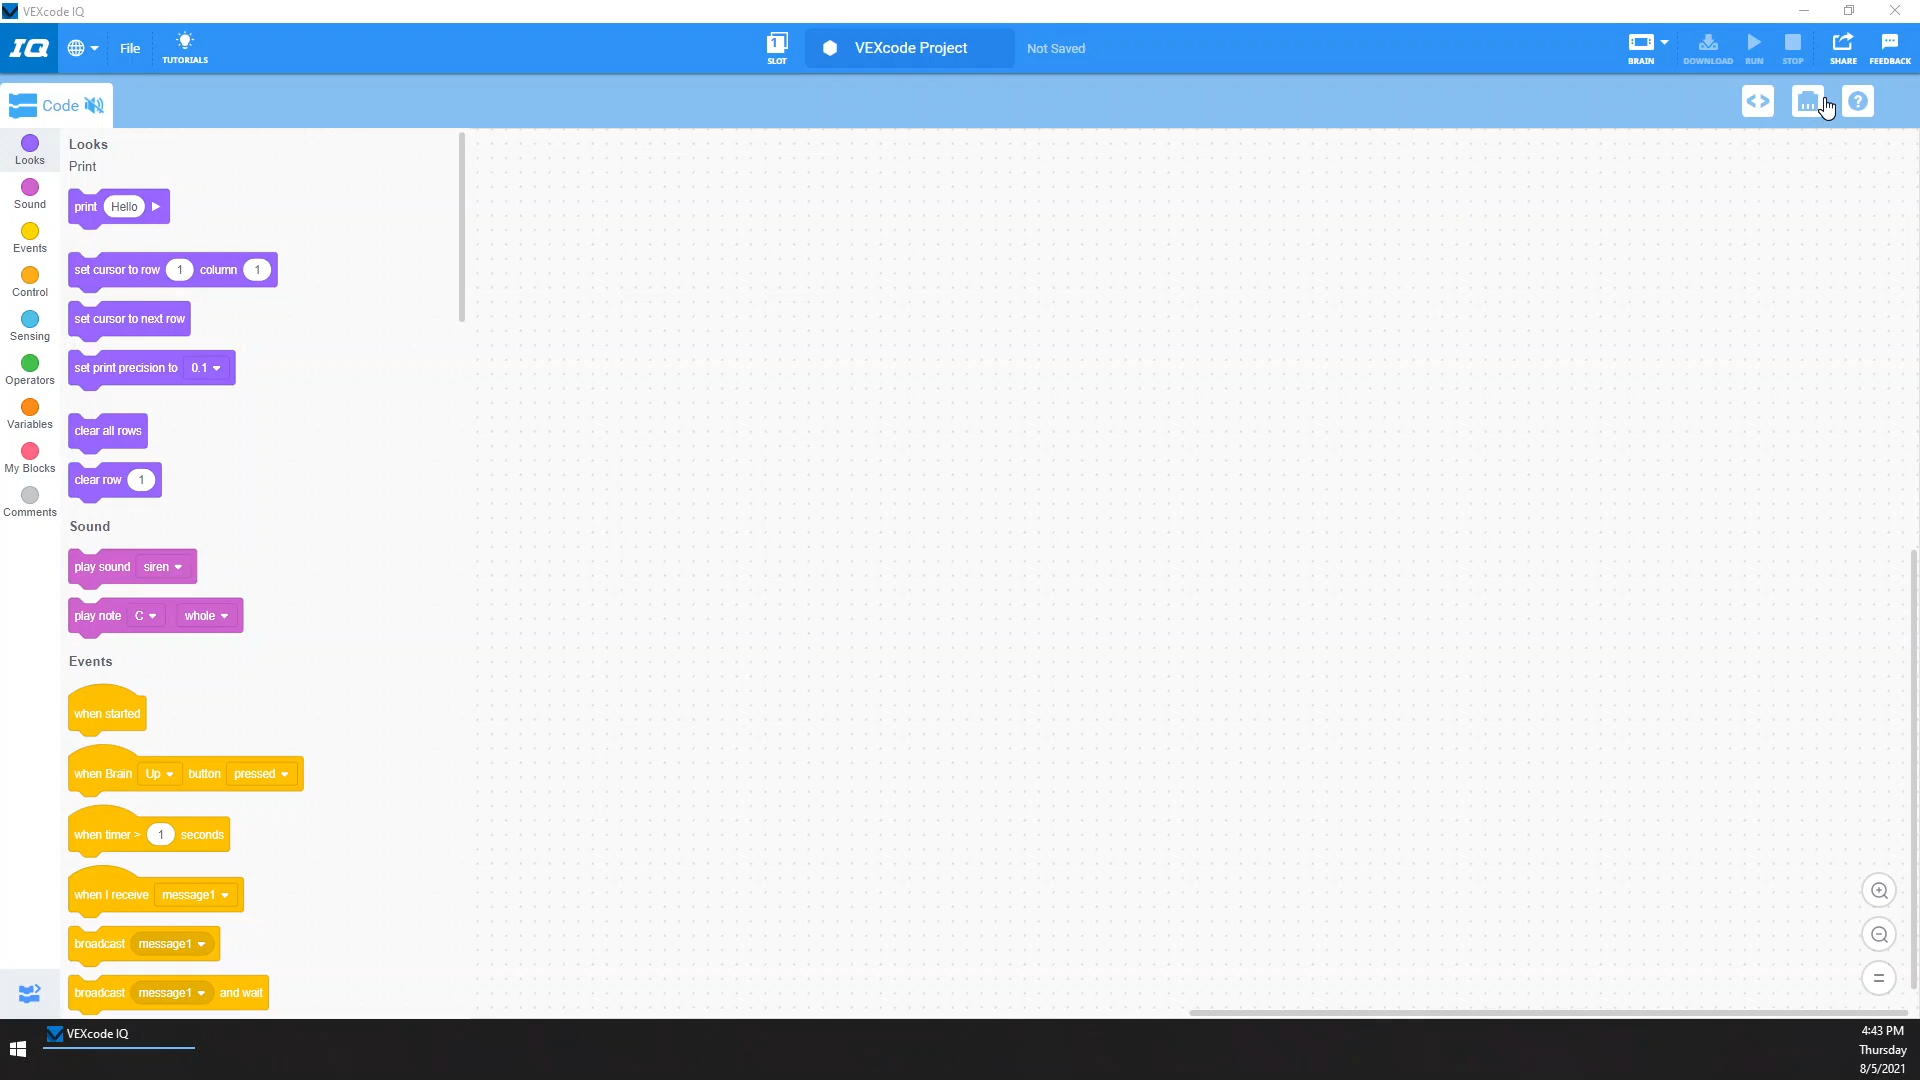 VEXcode IQ
IQ
File
TUTORIALS
1
SLOT
VEXcode Project
Not Saved
BRAIN
DOWNLOAD
RUN
STOP
SHARE
FEEDBACK
Code
< >
?
Looks
Sound
Events
Control
Sensing
Operators
Variables
My Blocks
Comments
Looks
Print
print Hello
set cursor to row 1 column 1
set cursor to next row
set print precision to 0.1
clear all rows
clear row 1
Sound
play sound siren
play note C whole
Events
when started
when Brain Up button pressed
when timer > 1 seconds
when I receive message1
broadcast message1
broadcast message1 and wait
VEXcode IQ
4:43 PM
Thursday
8/5/2021